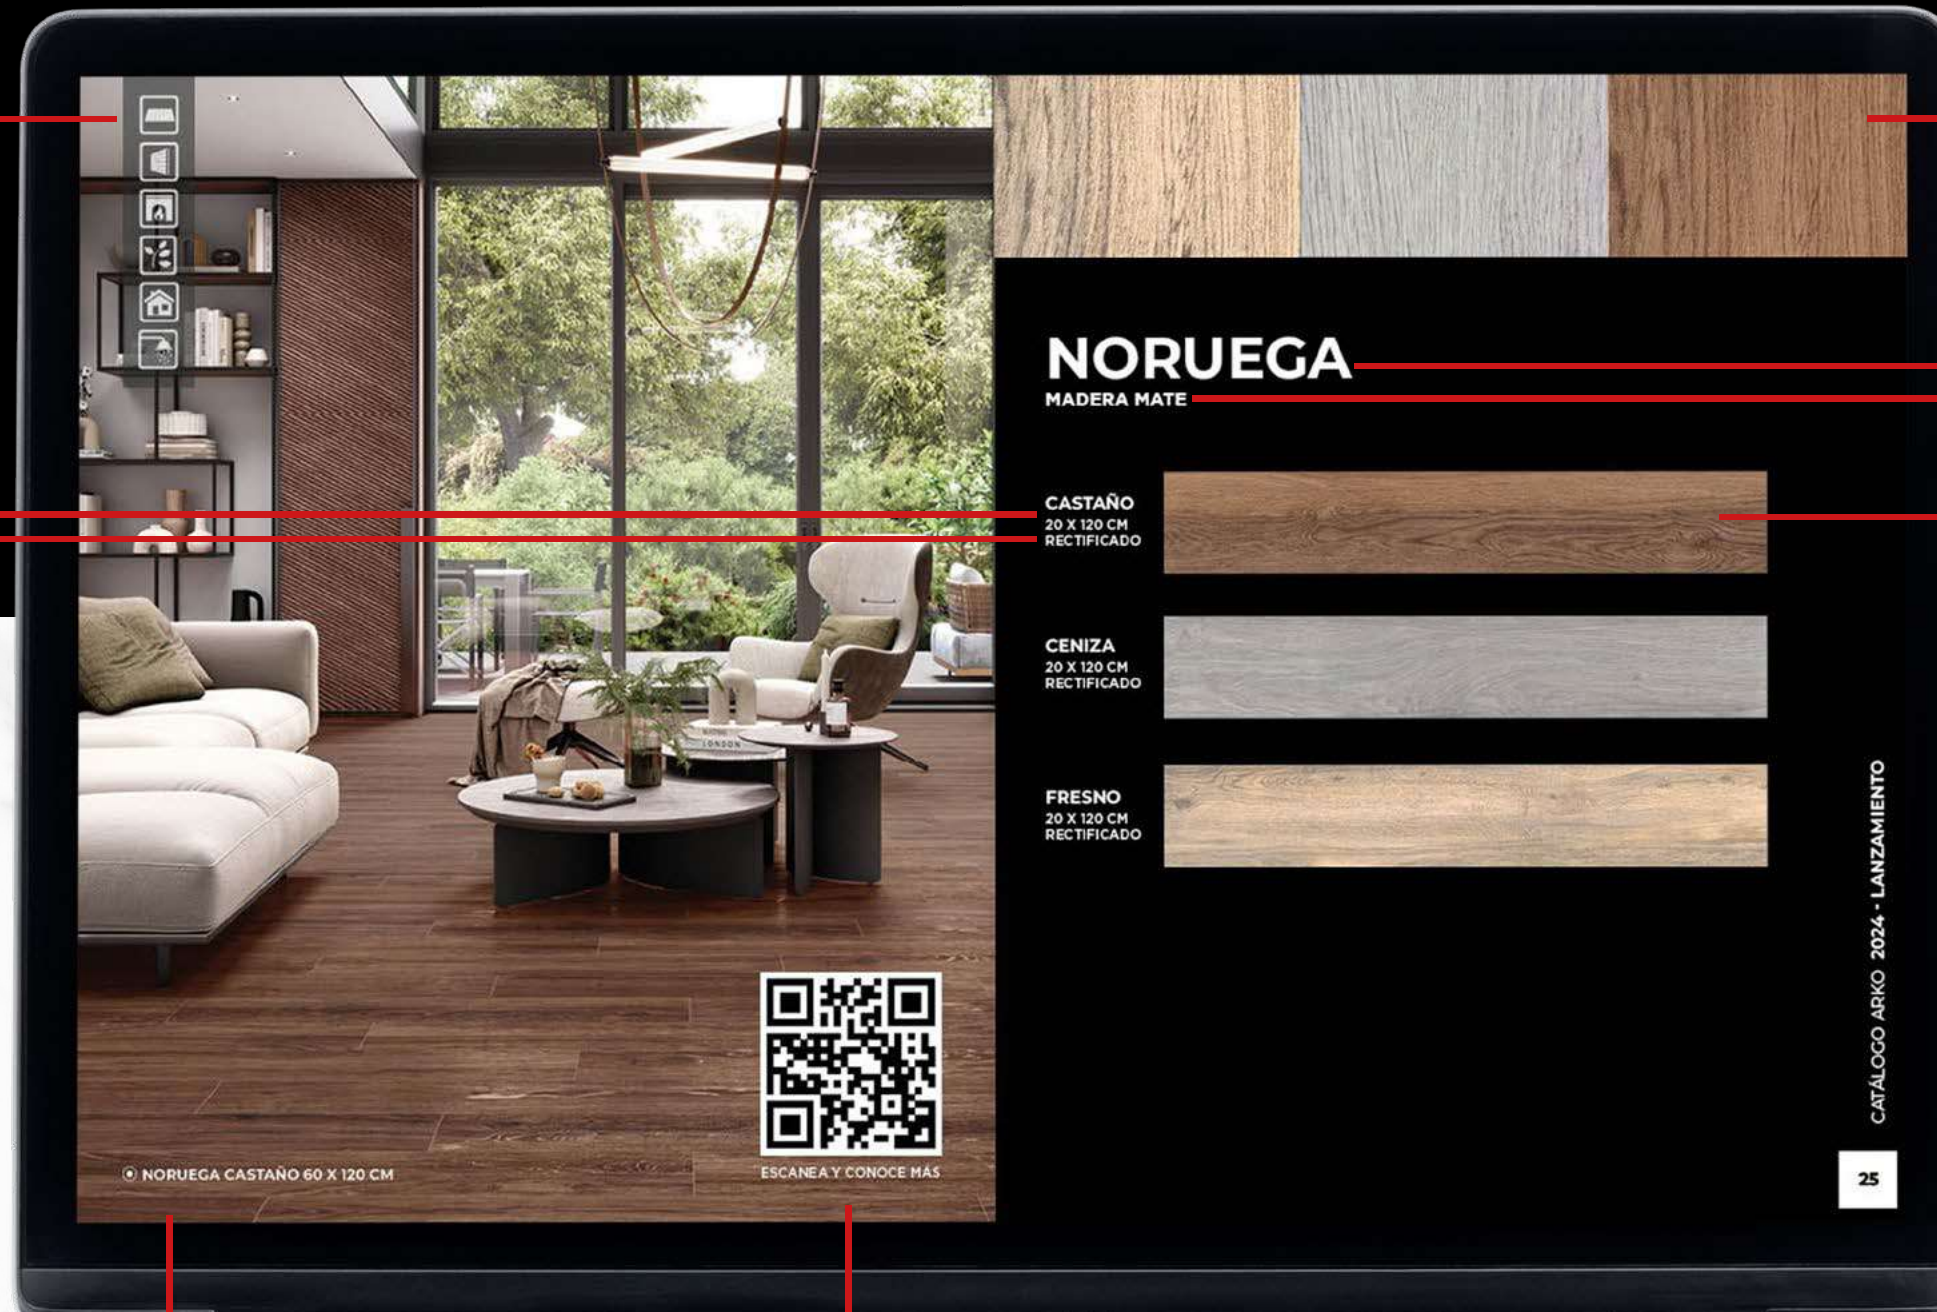 NORUEGA
MADERA MATE
CASTAÑO
20 X 120 CM
RECTIFICADO
CENIZA
20 X 120 CM
RECTIFICADO
FRESNO
20 X 120 CM
RECTIFICADO
LONDON
NORUEGA CASTAÑO 60 X 120 CM
ESCANEA Y CONOCE MÁS
CATÁLOGO ARKO 2024 - LANZAMIENTO
25